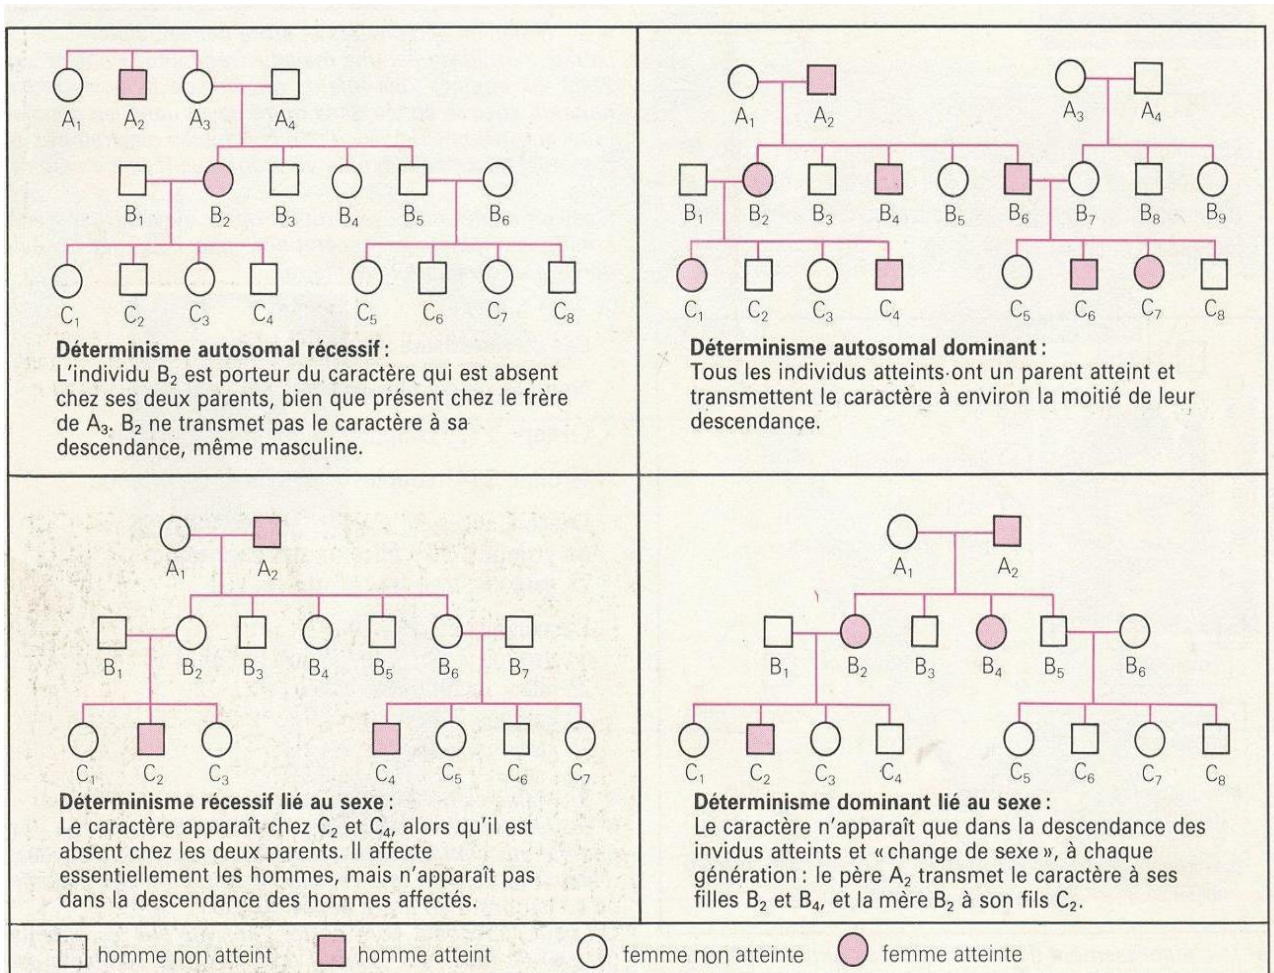 A₁ A₂ A₃ A₄
B₁ B₂ B₃ B₄ B₅ B₆
C₁ C₂ C₃ C₄ C₅ C₆ C₇ C₈
Déterminisme autosomal récessif :
L'individu B₂ est porteur du caractère qui est absent
chez ses deux parents, bien que présent chez le frère
de A₃. B₂ ne transmet pas le caractère à sa
descendance, même masculine.
A₁ A₂ A₃ A₄
B₁ B₂ B₃ B₄ B₅ B₆ B₇ B₈ B₉
C₁ C₂ C₃ C₄ C₅ C₆ C₇ C₈
Déterminisme autosomal dominant :
Tous les individus atteints ont un parent atteint et
transmettent le caractère à environ la moitié de leur
descendance.
A₁ A₂
B₁ B₂ B₃ B₄ B₅ B₆ B₇
C₁ C₂ C₃ C₄ C₅ C₆ C₇
Déterminisme récessif lié au sexe :
Le caractère apparaît chez C₂ et C₄, alors qu'il est
absent chez les deux parents. Il affecte
essentiellement les hommes, mais n'apparaît pas
dans la descendance des hommes affectés.
A₁ A₂
B₁ B₂ B₃ B₄ B₅ B₆
C₁ C₂ C₃ C₄ C₅ C₆ C₇ C₈
Déterminisme dominant lié au sexe :
Le caractère n'apparaît que dans la descendance des
invidus atteints et «change de sexe», à chaque
génération : le père A₂ transmet le caractère à ses
filles B₂ et B₄, et la mère B₂ à son fils C₂.
homme non atteint homme atteint femme non atteinte femme atteinte